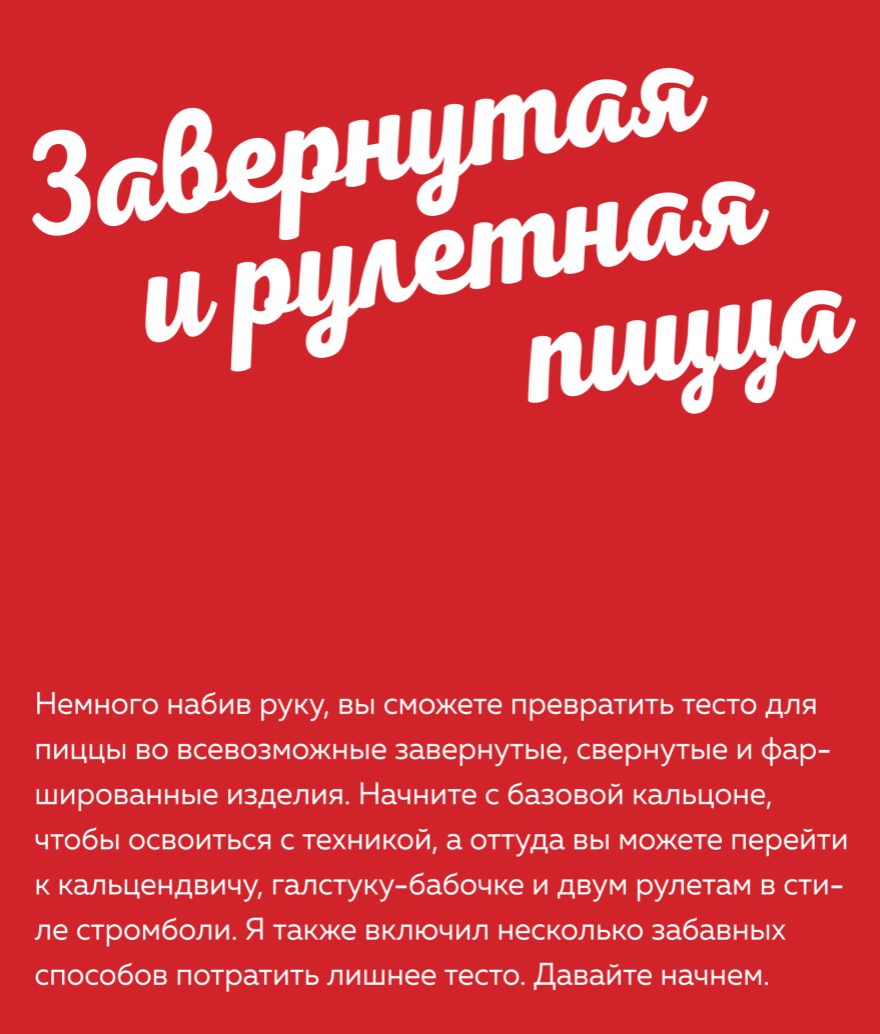 Завернутая
и рулетная
пицца
Немного набив руку, вы сможете превратить тесто для
пиццы во всевозможные завернутые, свернутые и фар-
шированные изделия. Начните с базовой кальцоне,
чтобы освоиться с техникой, а оттуда вы можете перейти
к кальцендвичу, галстуку-бабочке и двум рулетам в сти-
ле стромболи. Я также включил несколько забавных
способов потратить лишнее тесто. Давайте начнем.